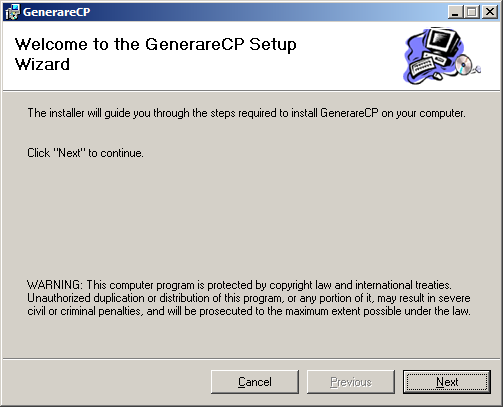 GenerareCP
Welcome to the GenerareCP Setup
Wizard
The installer will guide you through the steps required to install GenerareCP on your computer.
Click "Next" to continue.
WARNING: This computer program is protected by copyright law and international treaties.
Unauthorized duplication or distribution of this program, or any portion of it, may result in severe
civil or criminal penalties, and will be prosecuted to the maximum extent possible under the law.
Cancel
Previous
Next